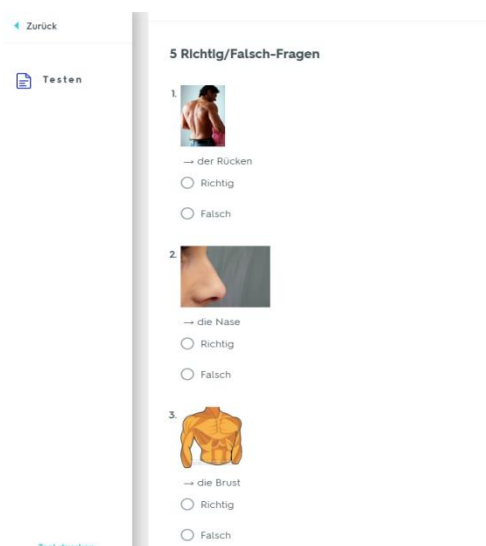 Zurück
Testen
5 Richtig/Falsch-Fragen
1.
→ der Rücken
Richtig
Falsch
2.
→ die Nase
Richtig
Falsch
3.
→ die Brust
Richtig
Falsch